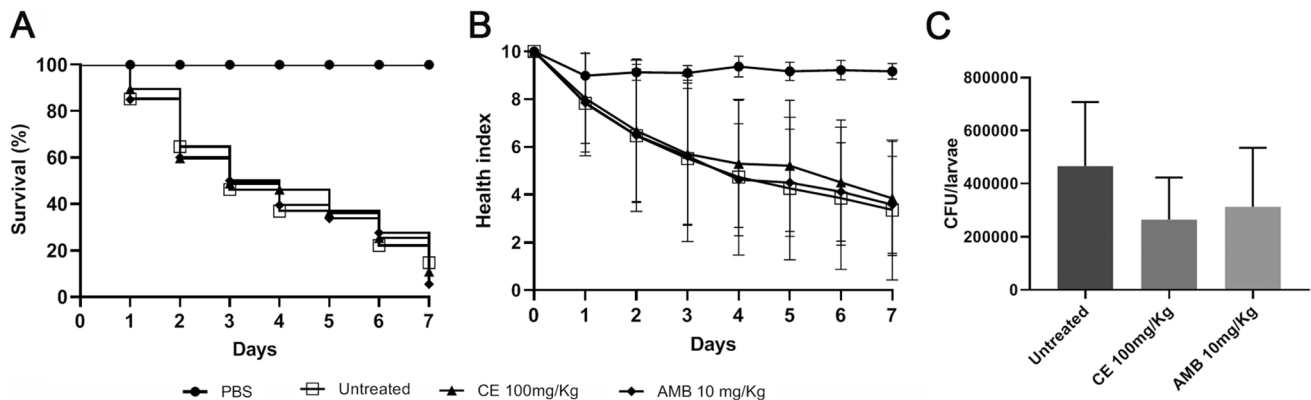 A
B
C
Survival (%)
100
80
60
40
20
0
0 1 2 3 4 5 6 7
Days
Health index
10
8
6
4
2
0
0 1 2 3 4 5 6 7
Days
CFU/larvae
800000
600000
400000
200000
0
Untreated
CE 100mg/Kg
AMB 10mg/Kg
PBS Untreated CE 100mg/Kg AMB 10 mg/Kg